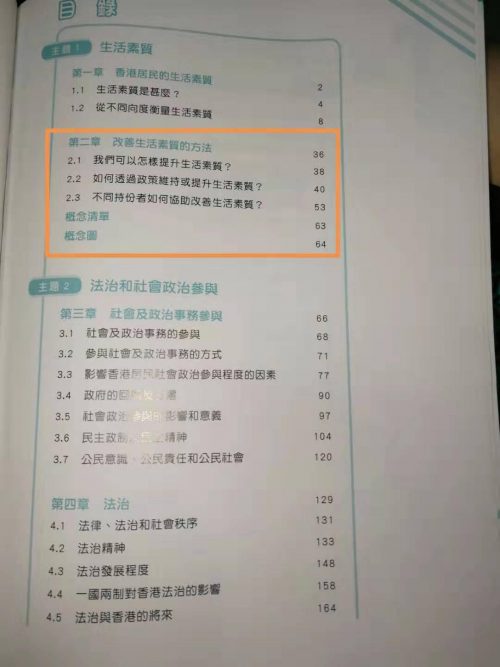 目錄
主題 1 生活素質
第一章 香港居民的生活素質 2
1.1 生活素質是甚麼？ 4
1.2 從不同向度衡量生活素質 8
第二章 改善生活素質的方法 36
2.1 我們可以怎樣提升生活素質？ 38
2.2 如何透過政策維持或提升生活素質？ 40
2.3 不同持份者如何協助改善生活素質？ 53
概念清單 63
概念圖 64
主題 2 法治和社會政治參與
第三章 社會及政治事務參與 66
3.1 社會及政治事務的參與 68
3.2 參與社會及政治事務的方式 71
3.3 影響香港居民社會政治參與程度的因素 77
3.4 政府的回應 90
3.5 社會政治參與的影響和意義 97
3.6 民主政制 精神 104
3.7 公民意識、公民責任和公民社會 120
第四章 法治 129
4.1 法律、法治和社會秩序 131
4.2 法治精神 133
4.3 法治發展程度 148
4.4 一國兩制對香港法治的影響 158
4.5 法治與香港的將來 164